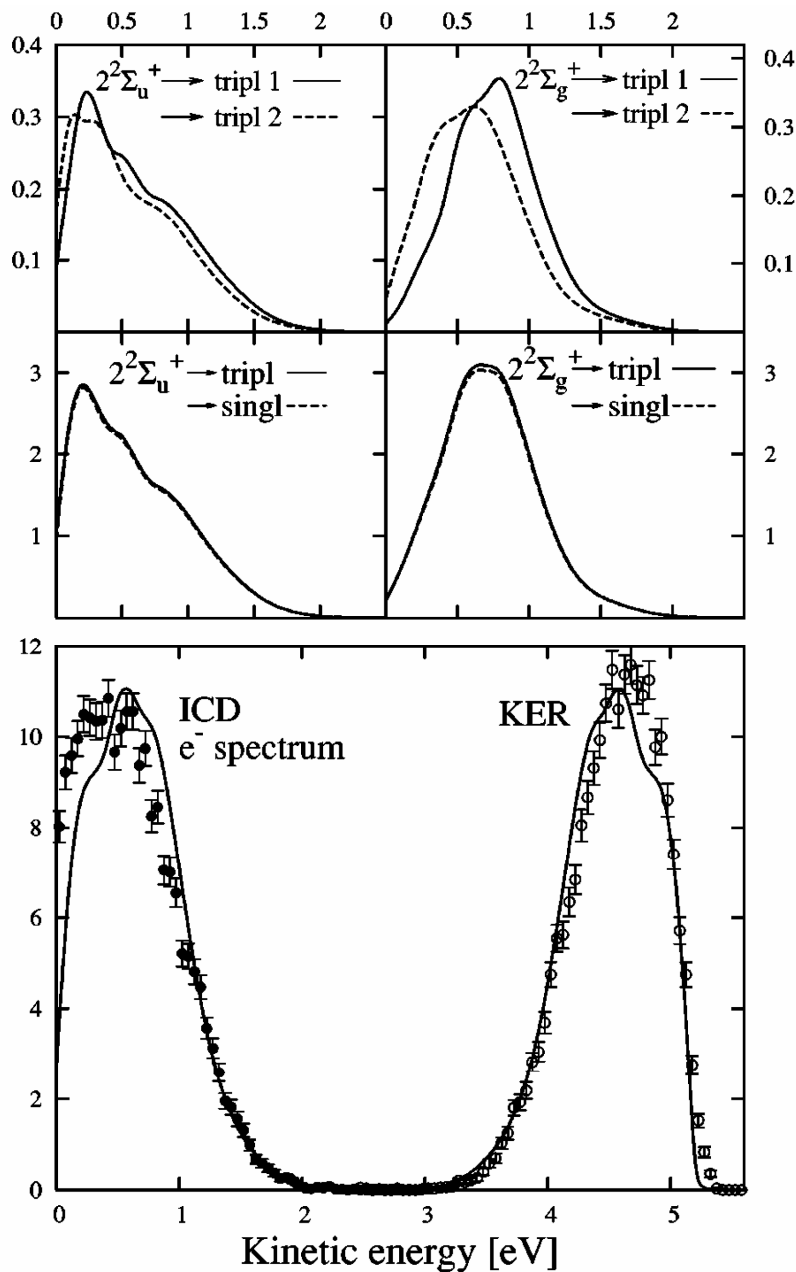 0 0.5 1 1.5 2 0 0.5 1 1.5 2
0.4 0.4
2²Σᵤ⁺ → tripl 1 2²Σg⁺ → tripl 1
→ tripl 2 → tripl 2
0.3 0.3
0.2 0.2
0.1 0.1
2²Σᵤ⁺ → tripl 2²Σg⁺ → tripl
→ singl → singl
3 3
2 2
1 1
12
10
8
6
4
2
0
ICD
e⁻ spectrum
KER
0 1 2 3 4 5
Kinetic energy [eV]